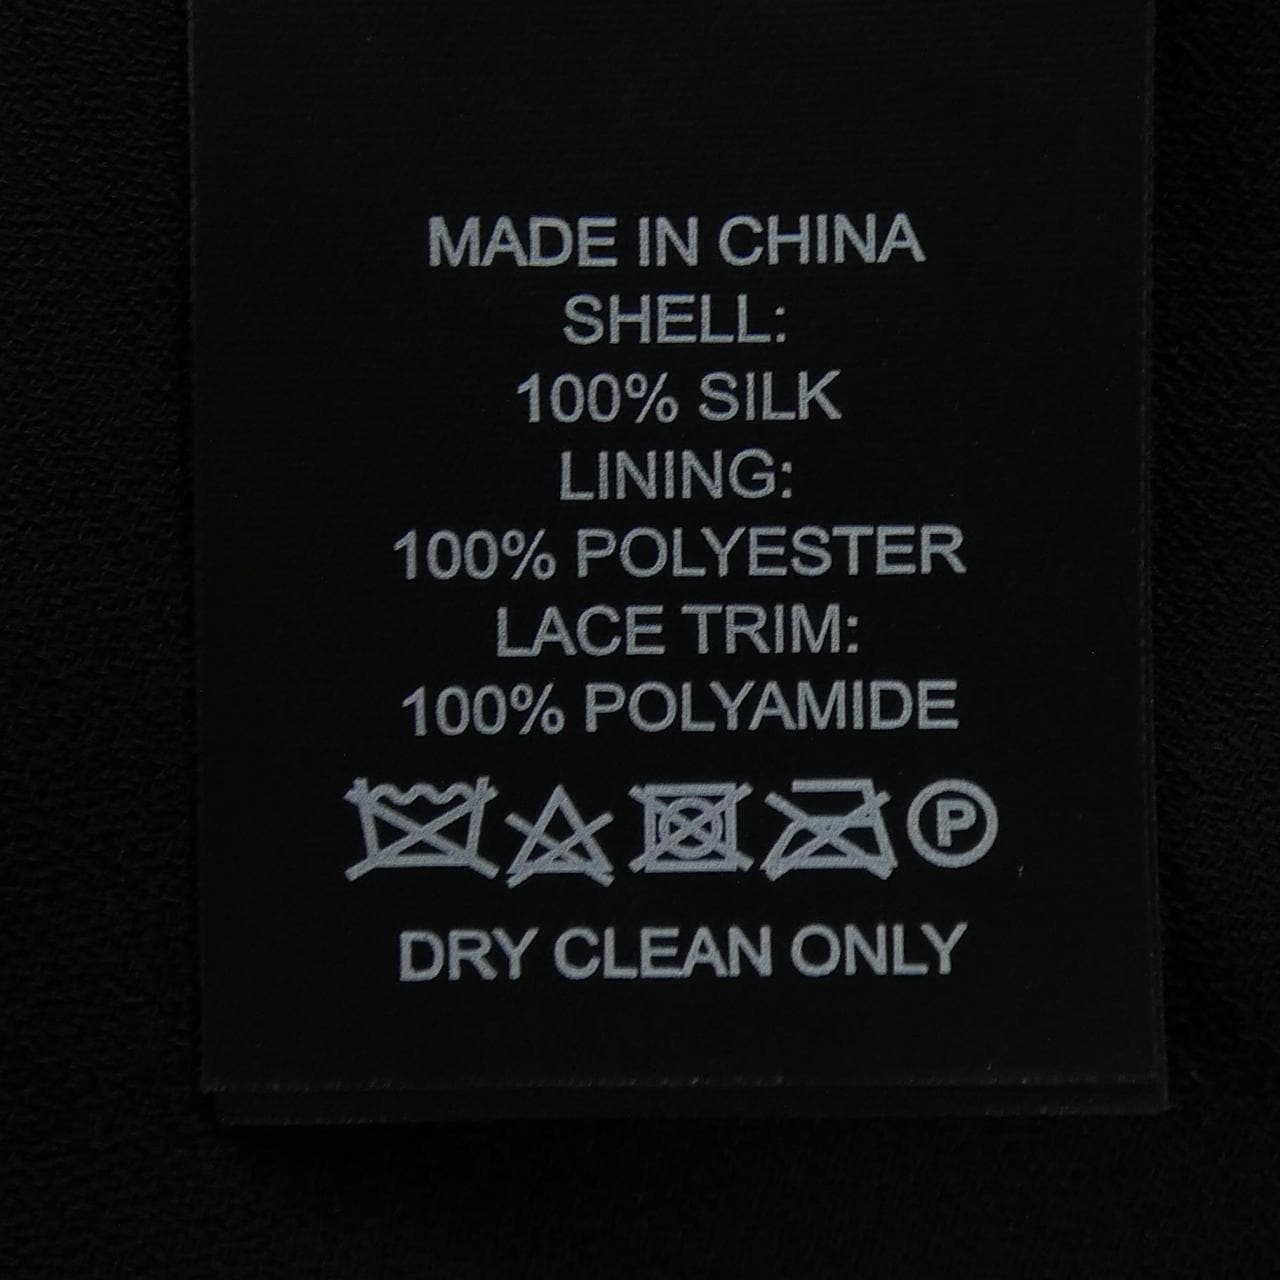 MADE IN CHINA
SHELL:
100% SILK
LINING:
100% POLYESTER
LACE TRIM:
100% POLYAMIDE
P
DRY CLEAN ONLY